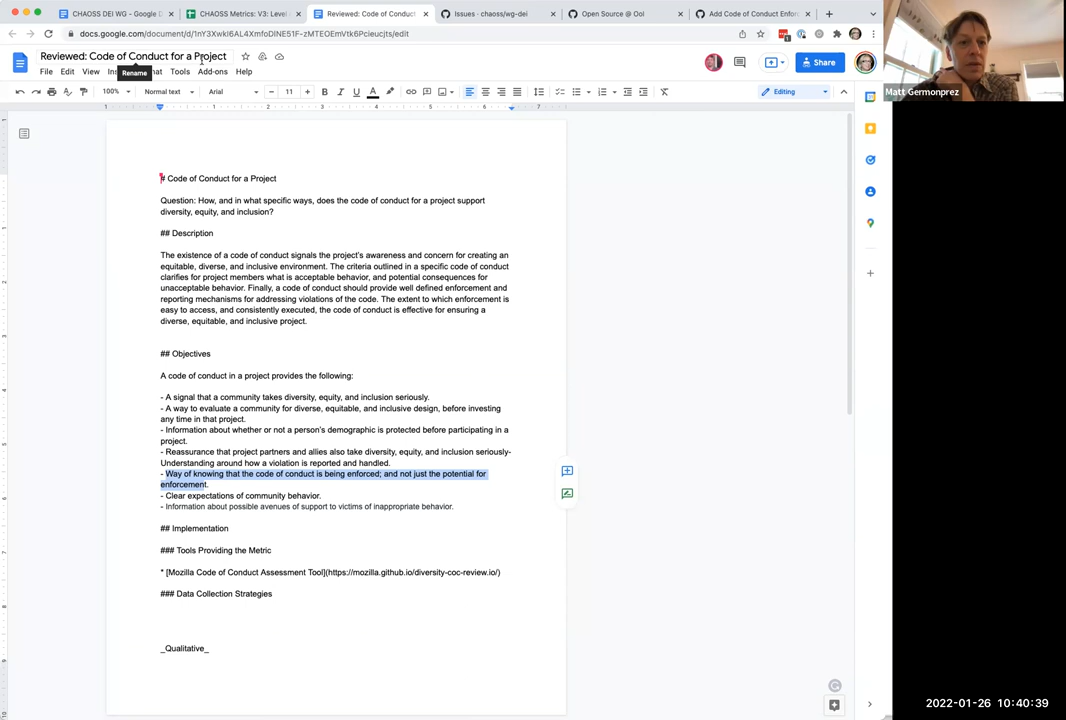 CHAOSS DEI WG - Google D
CHAOSS Metrics: V3: Level
Reviewed: Code of Conduct
Issues · chaoss/wg-dei
Open Source @ Ool
Add Code of Conduct Enfor
docs.google.com/document/d/1nY3XwkI6AL4XmfoDINE51F-zMTEOEmVtk6Pcieucjts/edit
Reviewed: Code of Conduct for a Project
File Edit View Ins mat Tools Add-ons Help
Rename
Share
100% Normal text Arial 11 B I U A Editing
Matt Germonprez
# Code of Conduct for a Project
Question: How, and in what specific ways, does the code of conduct for a project support
diversity, equity, and inclusion?
## Description
The existence of a code of conduct signals the project's awareness and concern for creating an
equitable, diverse, and inclusive environment. The criteria outlined in a specific code of conduct
clarifies for project members what is acceptable behavior, and potential consequences for
unacceptable behavior. Finally, a code of conduct should provide well defined enforcement and
reporting mechanisms for addressing violations of the code. The extent to which enforcement is
easy to access, and consistently executed, the code of conduct is effective for ensuring a
diverse, equitable, and inclusive project.
## Objectives
A code of conduct in a project provides the following:
- A signal that a community takes diversity, equity, and inclusion seriously.
- A way to evaluate a community for diverse, equitable, and inclusive design, before investing
any time in that project.
- Information about whether or not a person's demographic is protected before participating in a
project.
- Reassurance that project partners and allies also take diversity, equity, and inclusion seriously-
Understanding around how a violation is reported and handled.
- Way of knowing that the code of conduct is being enforced; and not just the potential for
enforcement.
- Clear expectations of community behavior.
- Information about possible avenues of support to victims of inappropriate behavior.
## Implementation
### Tools Providing the Metric
* [Mozilla Code of Conduct Assessment Tool](https://mozilla.github.io/diversity-coc-review.io/)
### Data Collection Strategies
_Qualitative_
2022-01-26 10:40:39